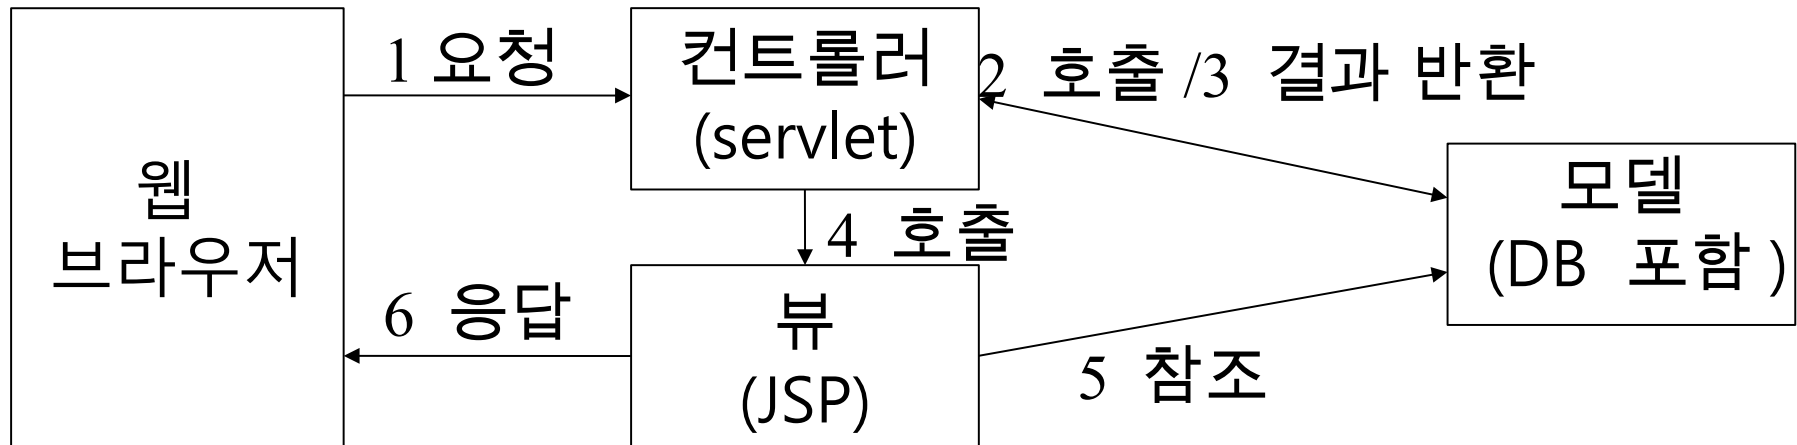 웹
브라우저
1 요청
컨트롤러
(servlet)
2 호출 /3 결과 반환
모델
(DB 포함 )
4 호출
뷰
(JSP)
6 응답
5 참조